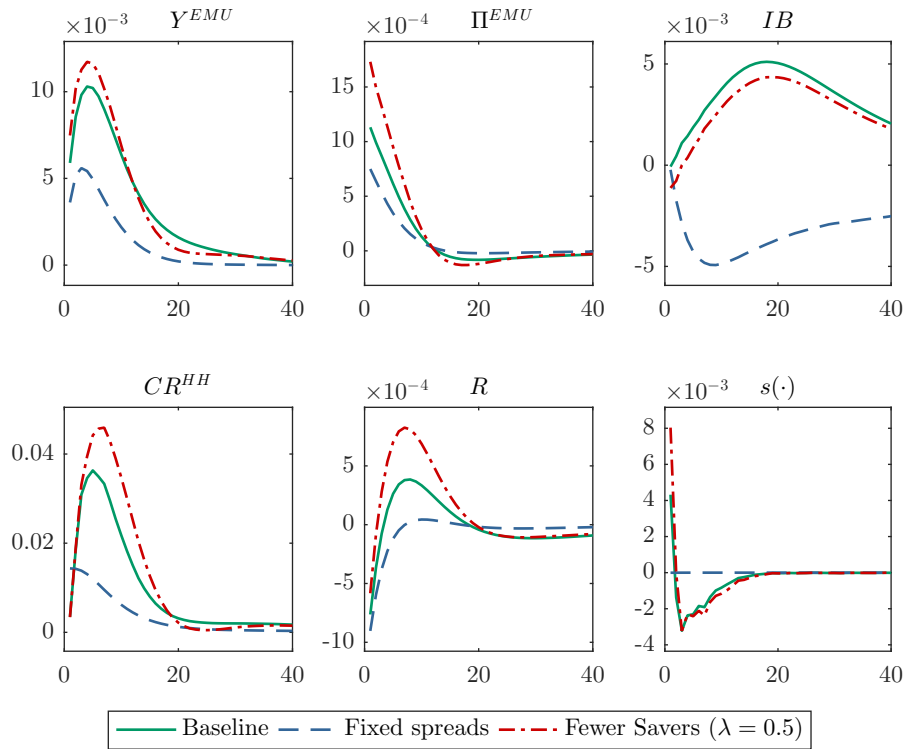 Y^{EMU}
×10⁻³
10
5
0
0 20 40
Π^{EMU}
×10⁻⁴
15
10
5
0
0 20 40
IB
×10⁻³
5
0
-5
0 20 40
CR^{HH}
0.04
0.02
0
0 20 40
R
×10⁻⁴
5
0
-5
-10
0 20 40
s(·)
×10⁻³
8
6
4
2
0
-2
-4
0 20 40
Baseline Fixed spreads Fewer Savers (λ = 0.5)